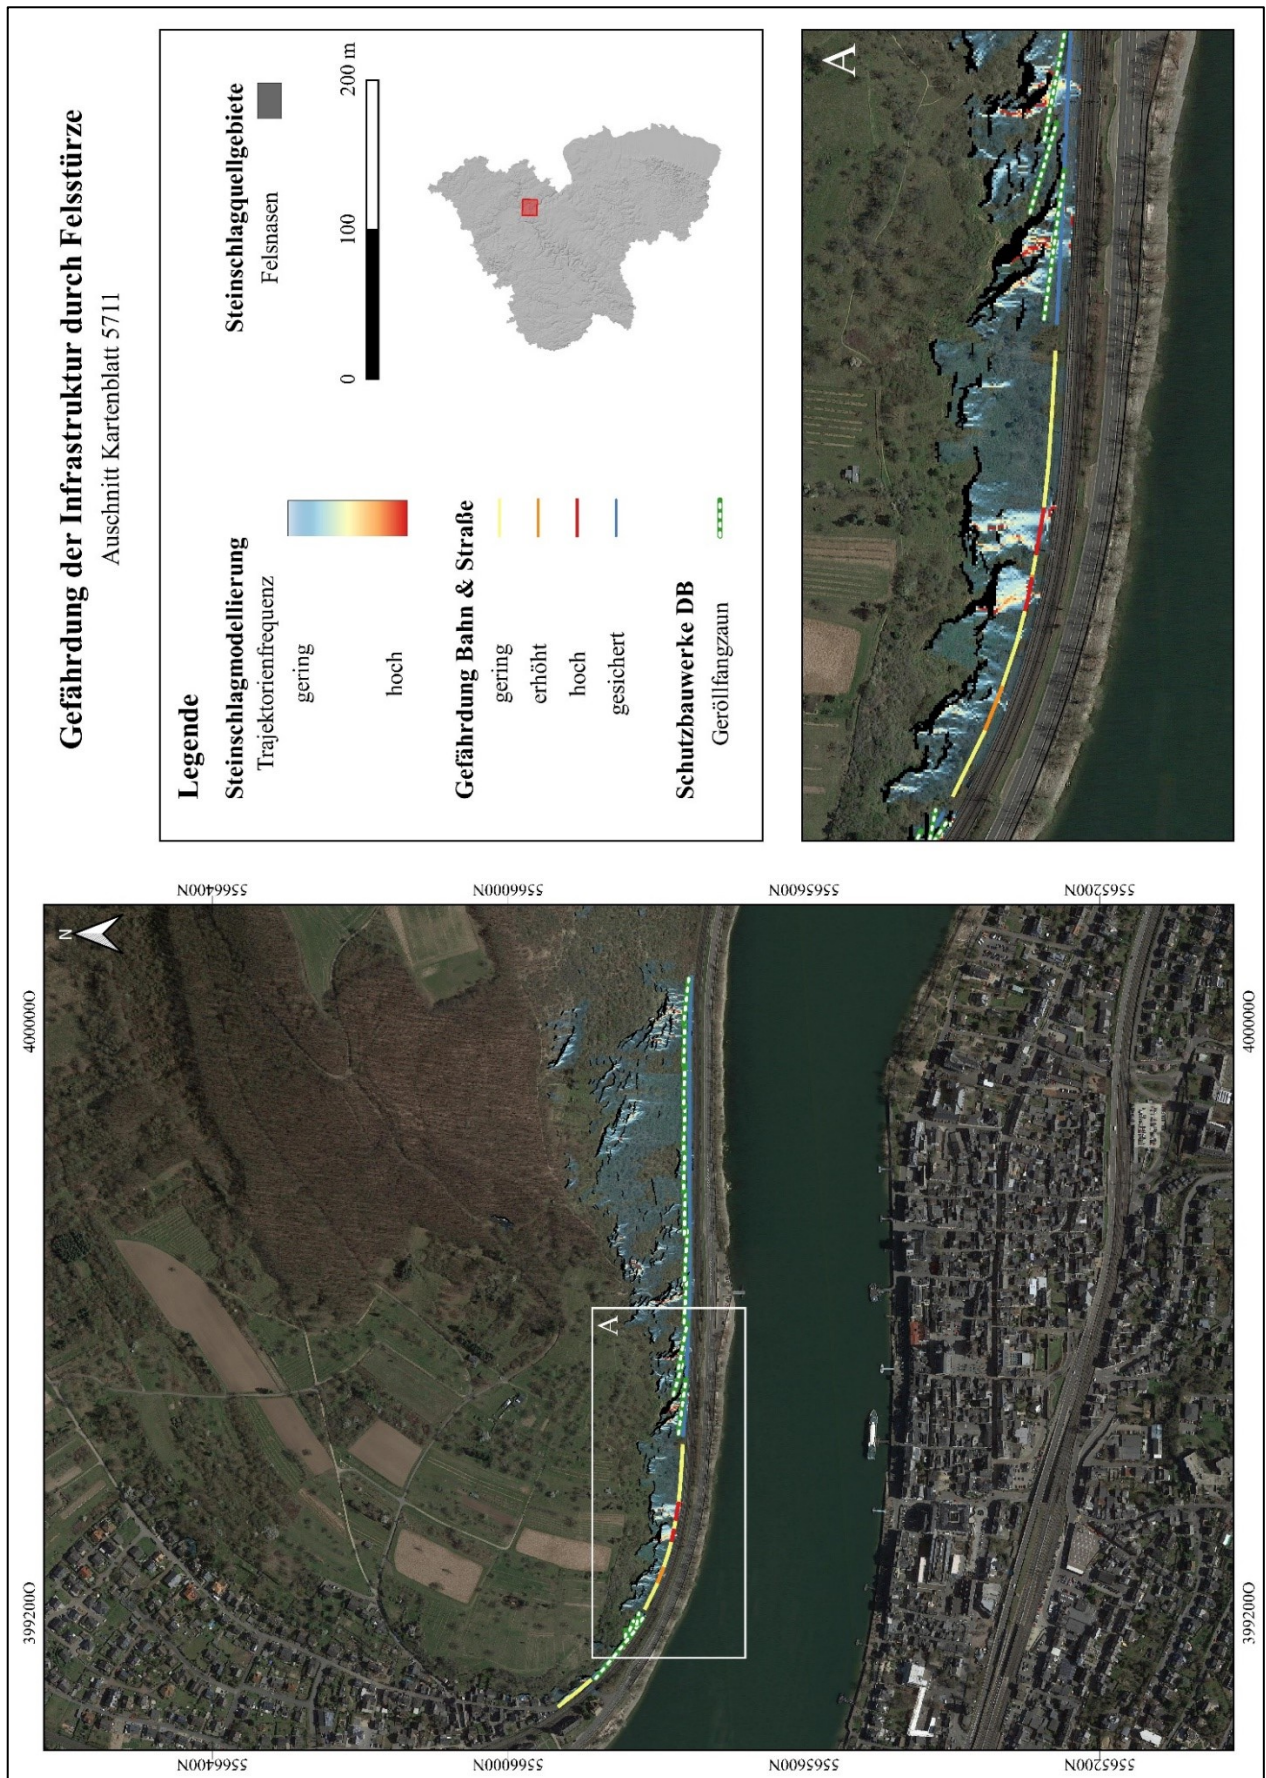 Gefährdung der Infrastruktur durch Felsstürze
Auschnitt Kartenblatt 5711
Legende
Steinschlagmodellierung
Trajektorienfrequenz
gering
hoch
Gefährdung Bahn & Straße
gering
erhöht
hoch
gesichert
Schutzbauwerke DB
Geröllfangzaun
Steinschlagquellgebiete
Felsnasen
0 100 200 m
A
N
A
399200O 400000O
5566400N
5566000N
5565600N
5565200N
5566400N
5566000N
5565600N
5565200N
399200O 400000O